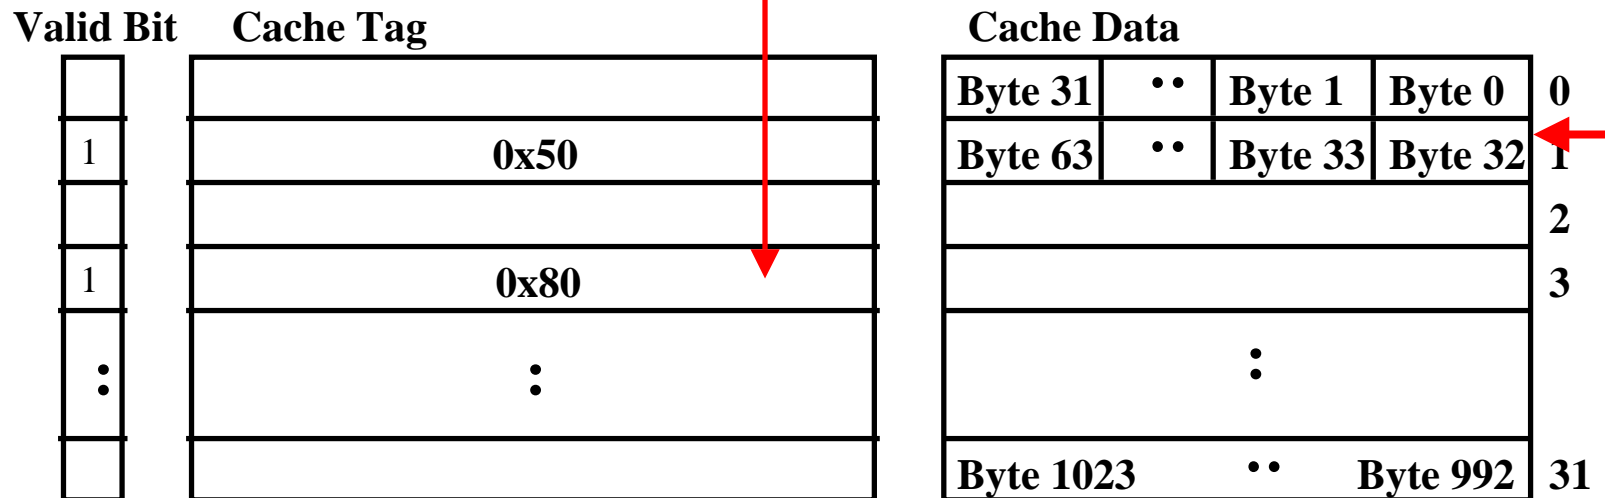 Valid Bit Cache Tag Cache Data
Byte 31 •• Byte 1 Byte 0 0
1 0x50 Byte 63 •• Byte 33 Byte 32 1
2
1 0x80 3
: : :
Byte 1023 •• Byte 992 31